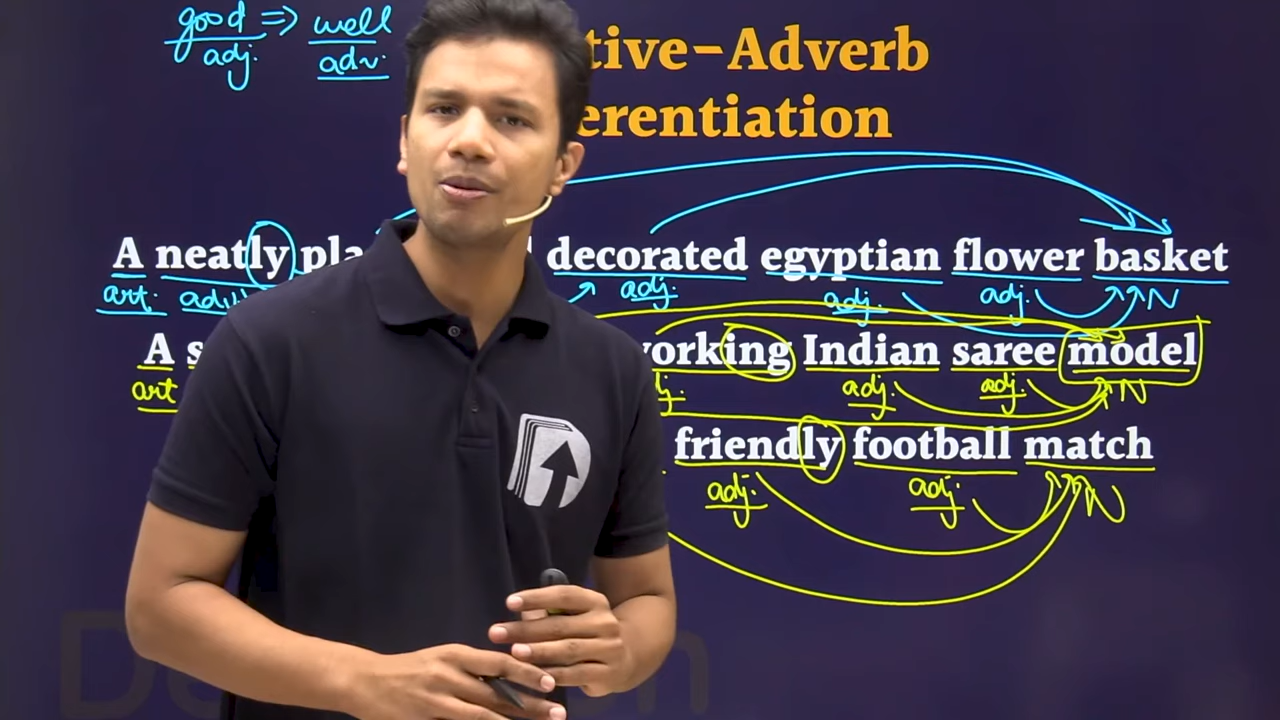 good => well
adj. adv.
tive-Adverb
erentiation
A neatly pla decorated egyptian flower basket
art. adv adj. adj. adj. N
A s working Indian saree model
art adj. adj. adj. N
friendly football match
adj. adj. N